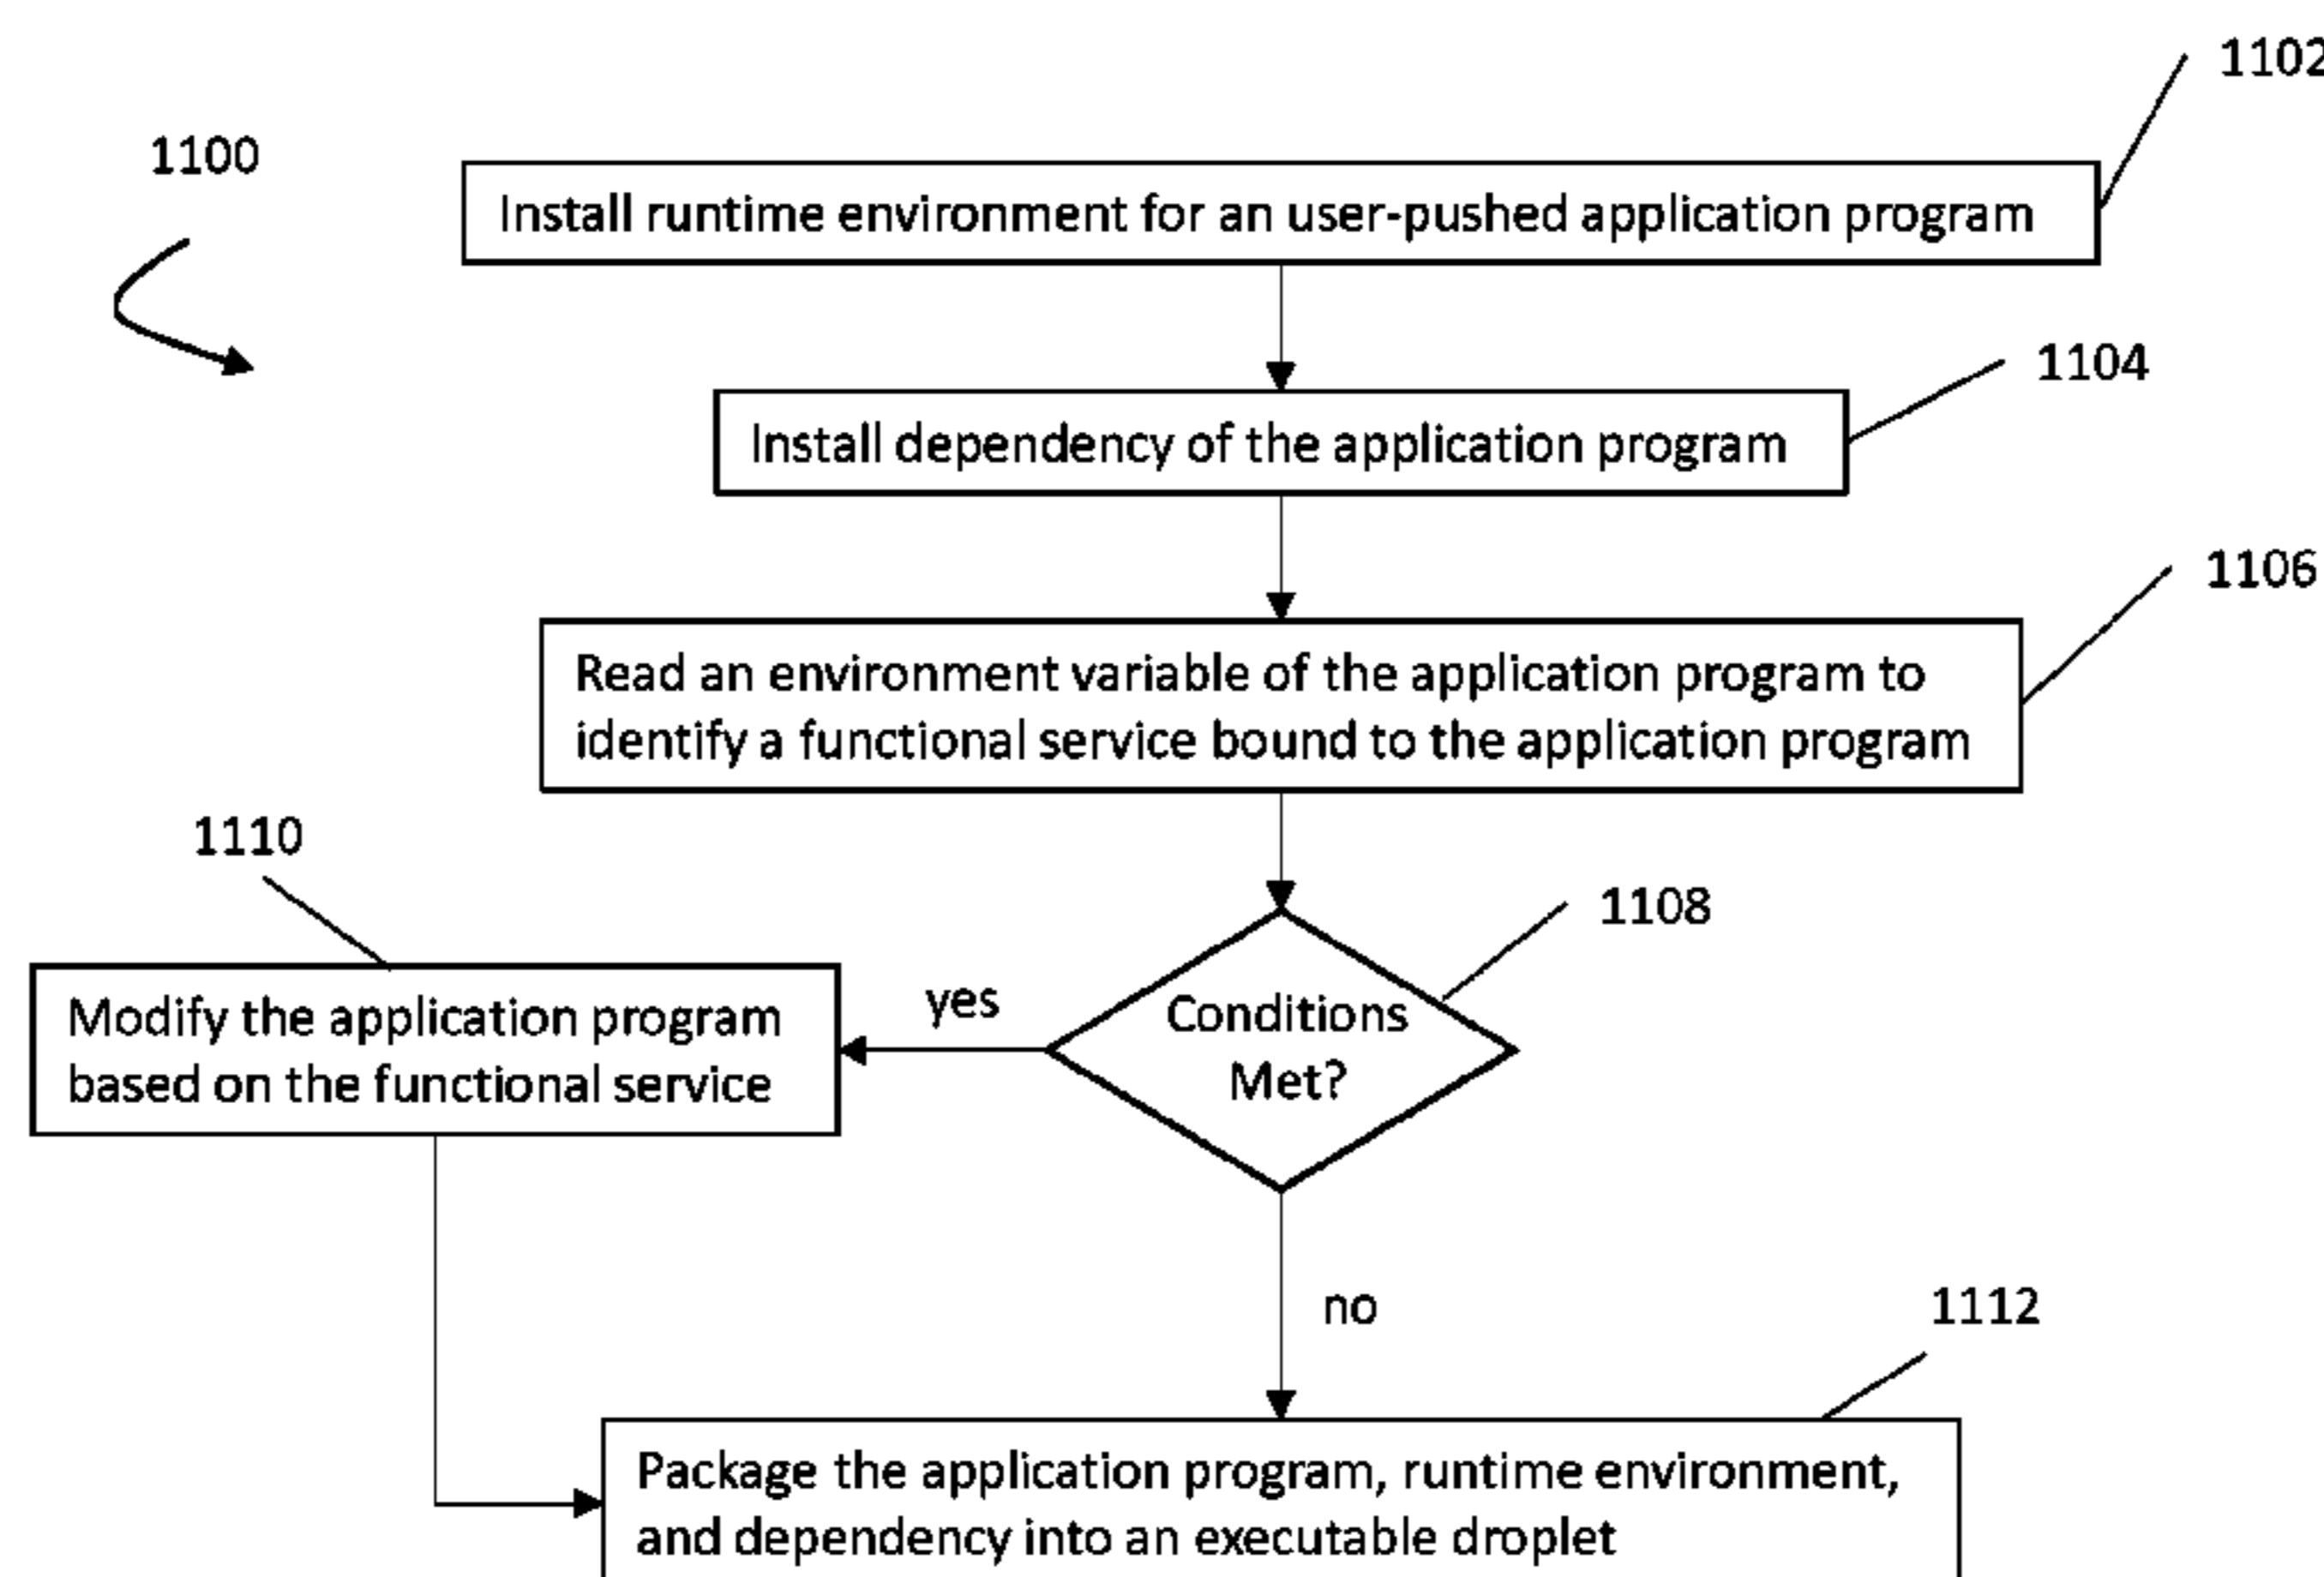 1102
1100
Install runtime environment for an user-pushed application program
1104
Install dependency of the application program
1106
Read an environment variable of the application program to
identify a functional service bound to the application program
1110
1108
Modify the application program
based on the functional service
yes
Conditions
Met?
no
1112
Package the application program, runtime environment,
and dependency into an executable droplet